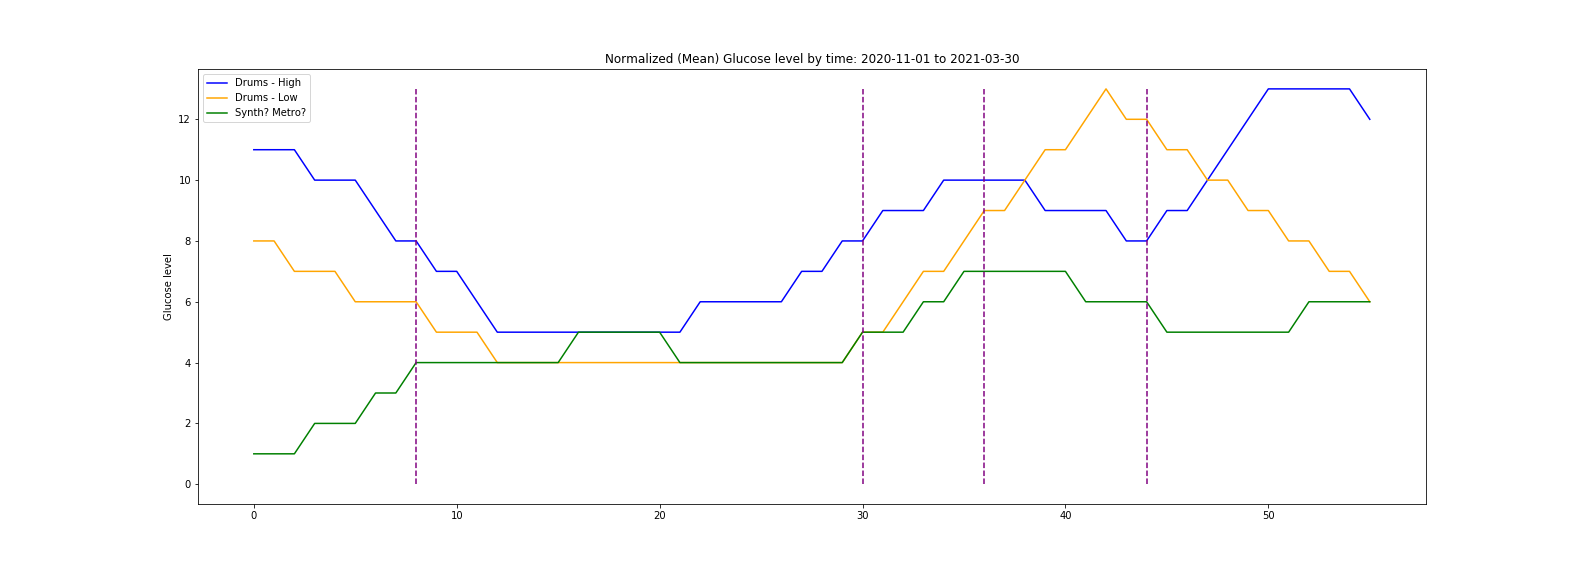 Normalized (Mean) Glucose level by time: 2020-11-01 to 2021-03-30
Drums - High
Drums - Low
Synth? Metro?
Glucose level
12
10
8
6
4
2
0
0 10 20 30 40 50